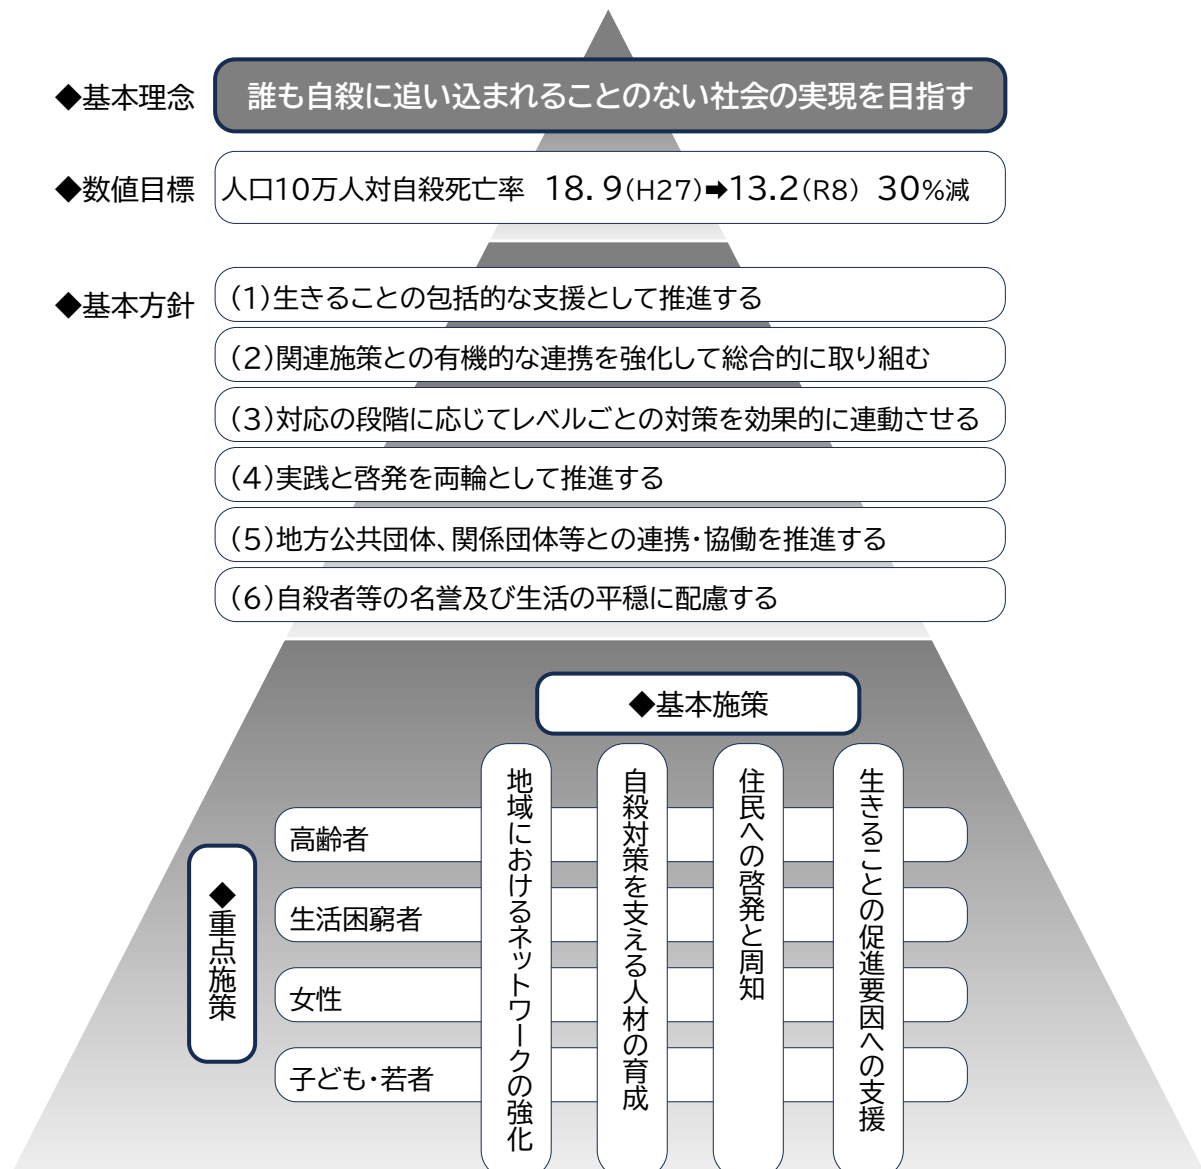 ◆基本理念
誰も自殺に追い込まれることのない社会の実現を目指す
◆数値目標
人口10万人対自殺死亡率 18.9(H27)➡13.2(R8) 30%減
◆基本方針
(1)生きることの包括的な支援として推進する
(2)関連施策との有機的な連携を強化して総合的に取り組む
(3)対応の段階に応じてレベルごとの対策を効果的に連動させる
(4)実践と啓発を両輪として推進する
(5)地方公共団体、関係団体等との連携・協働を推進する
(6)自殺者等の名誉及び生活の平穏に配慮する
◆基本施策
地域におけるネットワークの強化
自殺対策を支える人材の育成
住民への啓発と周知
生きることの促進要因への支援
◆重点施策
高齢者
生活困窮者
女性
子ども・若者